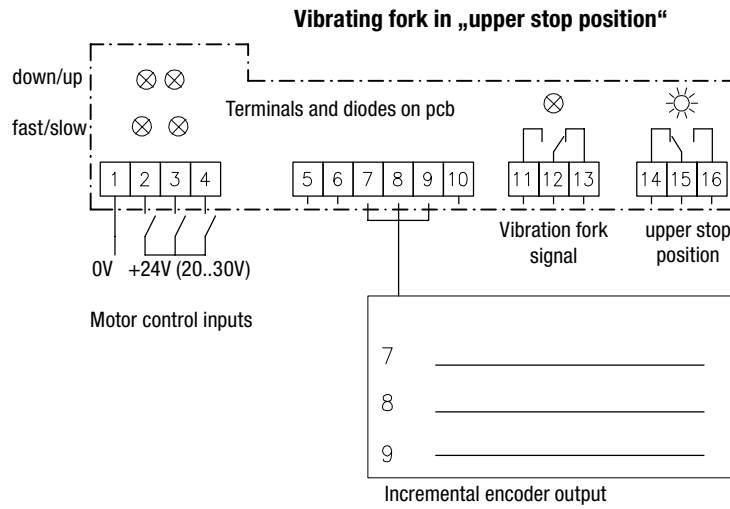 Vibrating fork in „upper stop position“
down/up
Terminals and diodes on pcb
fast/slow
1 2 3 4 5 6 7 8 9 10 11 12 13 14 15 16
0V +24V (20..30V)
Vibration fork signal
upper stop position
Motor control inputs
7
8
9
Incremental encoder output